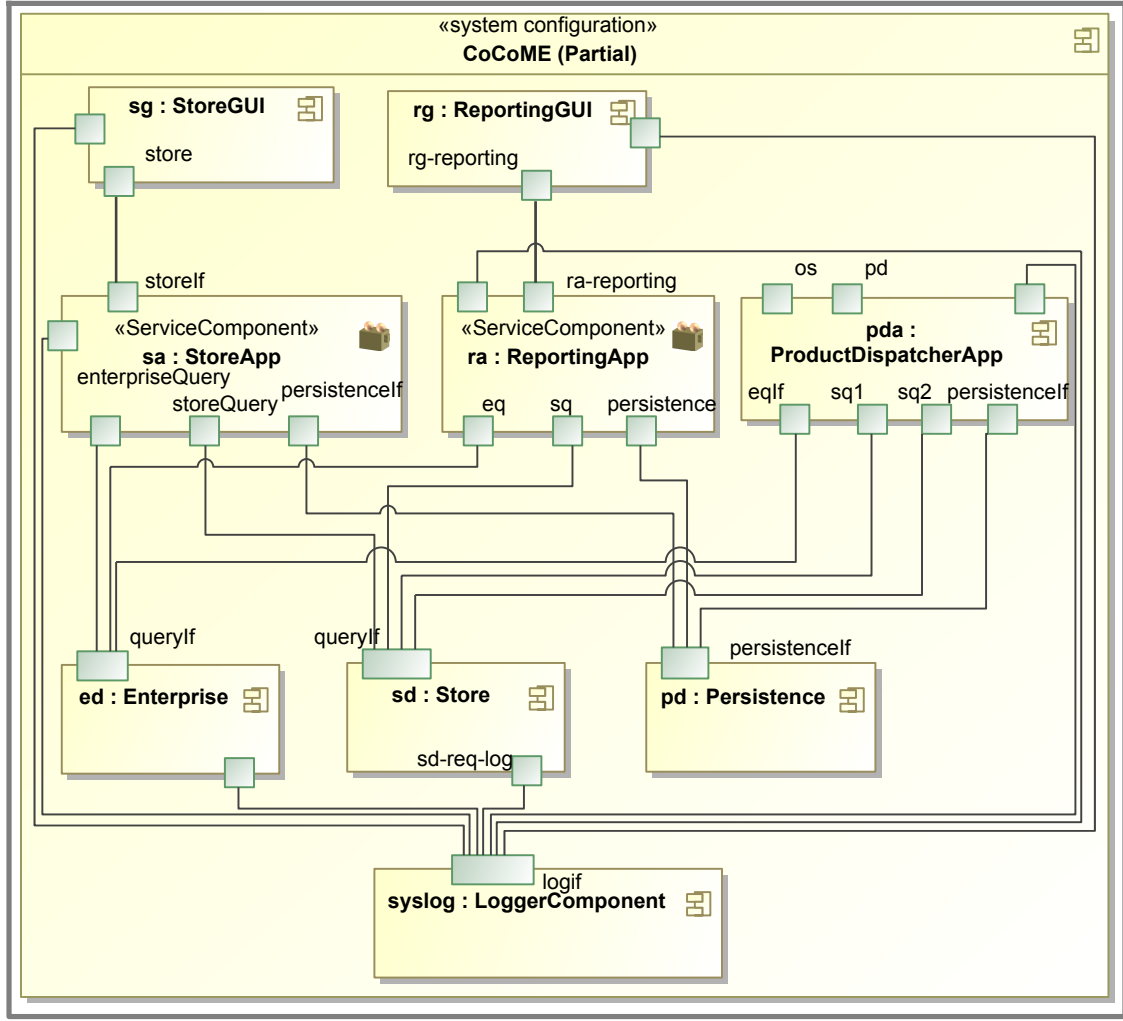 «system configuration»
CoCoME (Partial)
sg : StoreGUI
store
rg : ReportingGUI
rg-reporting
storeIf
«ServiceComponent»
sa : StoreApp
enterpriseQuery
storeQuery
persistenceIf
ra-reporting
«ServiceComponent»
ra : ReportingApp
eq
sq
persistence
os
pd
pda :
ProductDispatcherApp
eqIf
sq1
sq2
persistenceIf
queryIf
ed : Enterprise
queryIf
sd : Store
sd-req-log
persistenceIf
pd : Persistence
logif
syslog : LoggerComponent